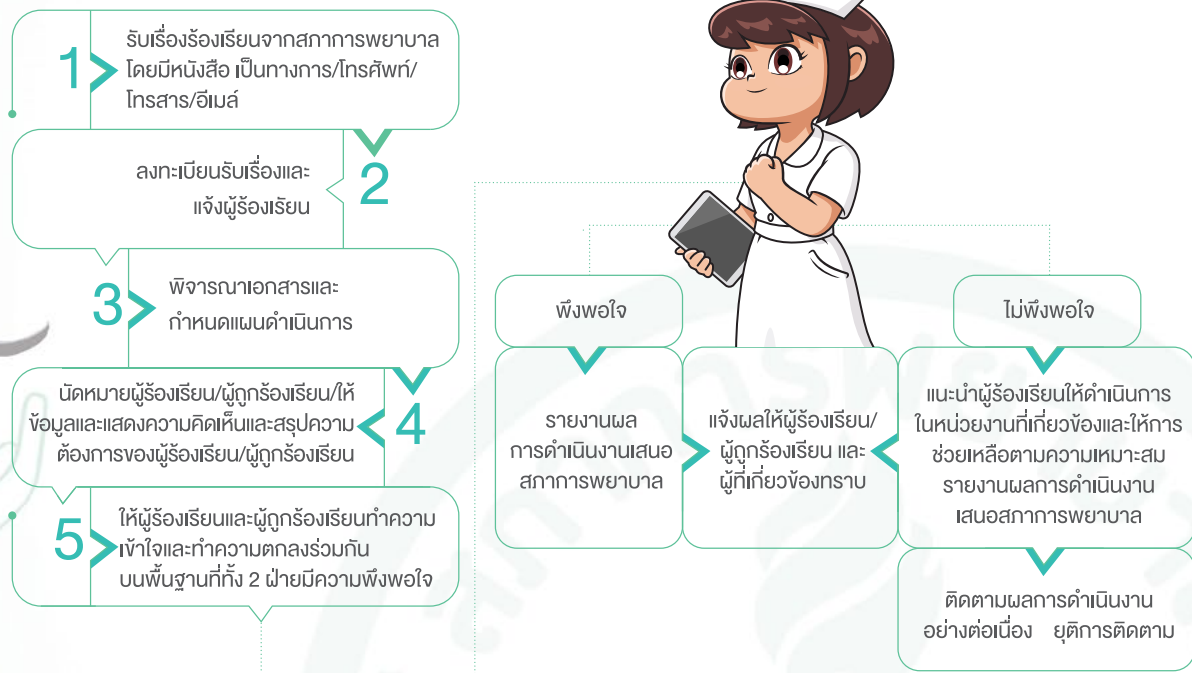 1
รับเรื่องร้องเรียนจากสภาการพยาบาล
โดยมีหนังสือ เป็นทางการ/โทรศัพท์/
โทรสาร/อีเมล์
2
ลงทะเบียนรับเรื่องและ
แจ้งผู้ร้องเรียน
3
พิจารณาเอกสารและ
กำหนดแผนดำเนินการ
4
นัดหมายผู้ร้องเรียน/ผู้ถูกร้องเรียน/ให้
ข้อมูลและแสดงความคิดเห็นและสรุปความ
ต้องการของผู้ร้องเรียน/ผู้ถูกร้องเรียน
5
ให้ผู้ร้องเรียนและผู้ถูกร้องเรียนทำความ
เข้าใจและทำความตกลงร่วมกัน
บนพื้นฐานที่ทั้ง 2 ฝ่ายมีความพึงพอใจ
พึงพอใจ
รายงานผล
การดำเนินงานเสนอ
สภาการพยาบาล
แจ้งผลให้ผู้ร้องเรียน/
ผู้ถูกร้องเรียน และ
ผู้ที่เกี่ยวข้องทราบ
ไม่พึงพอใจ
แนะนำผู้ร้องเรียนให้ดำเนินการ
ในหน่วยงานที่เกี่ยวข้องและให้การ
ช่วยเหลือตามความเหมาะสม
รายงานผลการดำเนินงาน
เสนอสภาการพยาบาล
ติดตามผลการดำเนินงาน
อย่างต่อเนื่อง ยุติการติดตาม